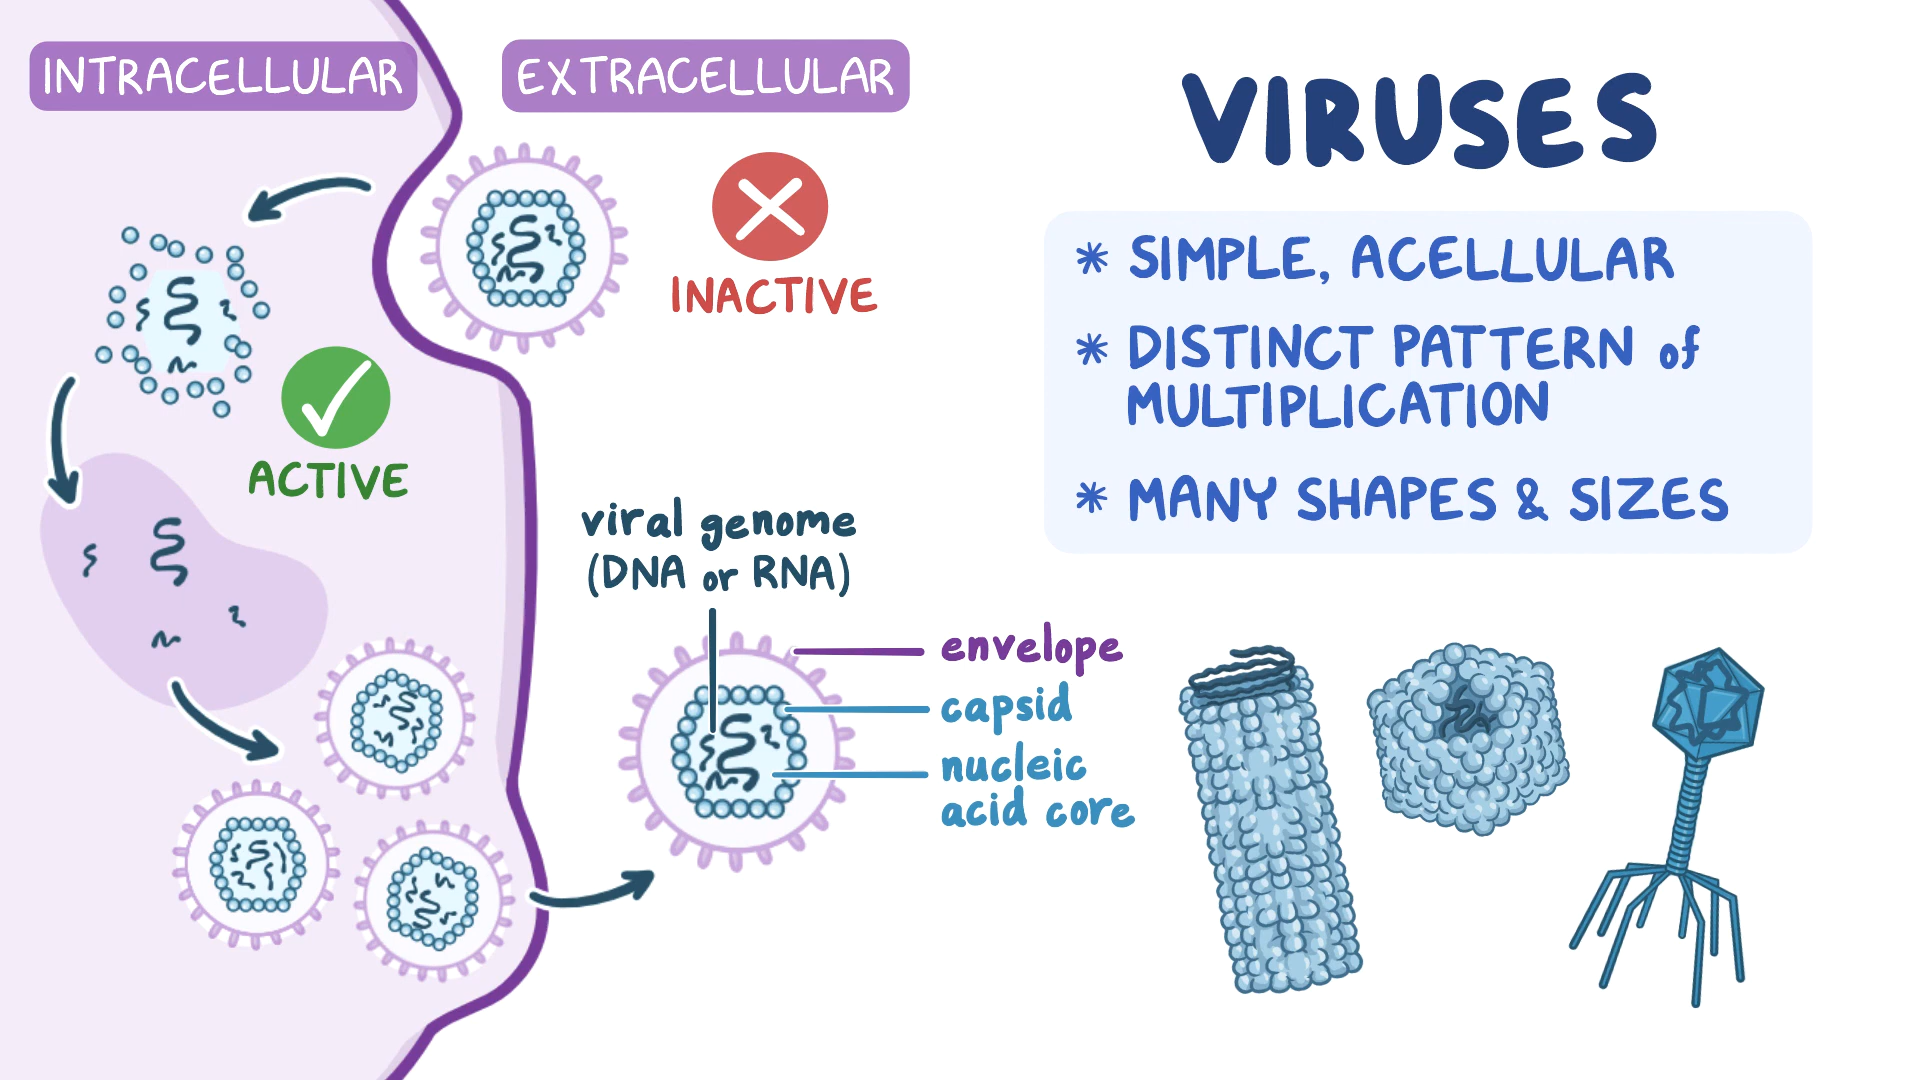 INTRACELLULAR
EXTRACELLULAR
VIRUSES
* SIMPLE, ACELLULAR
* DISTINCT PATTERN of
MULTIPLICATION
* MANY SHAPES & SIZES
INACTIVE
ACTIVE
viral genome
(DNA or RNA)
envelope
capsid
nucleic
acid core